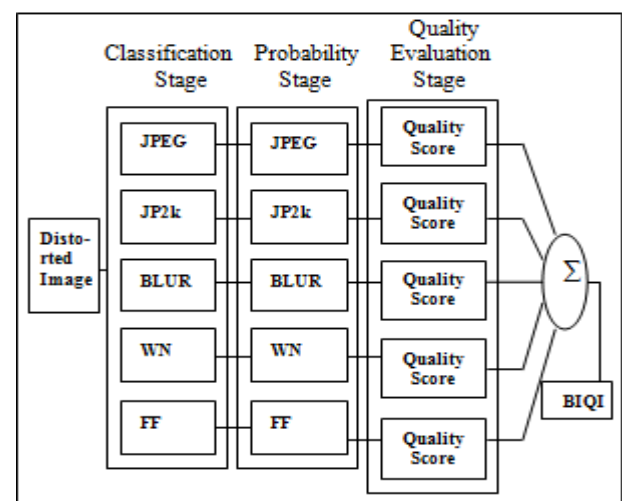 Classification
Stage
Probability
Stage
Quality
Evaluation
Stage
Disto-
rted
Image
JPEG
JP2k
BLUR
WN
FF
JPEG
JP2k
BLUR
WN
FF
Quality
Score
Quality
Score
Quality
Score
Quality
Score
Quality
Score
Σ
BIQI